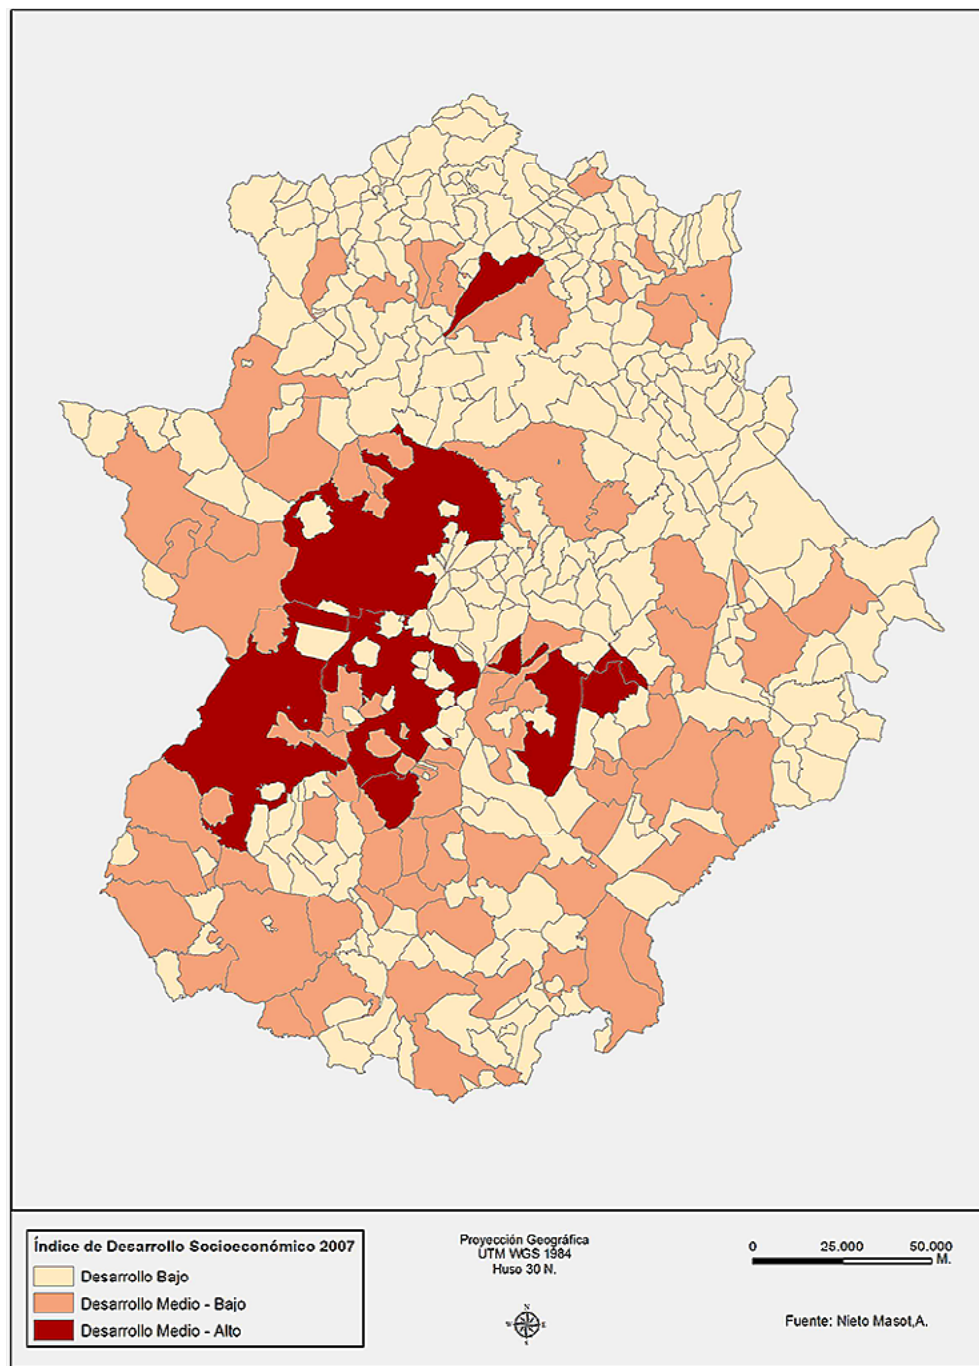 Índice de Desarrollo Socioeconómico 2007
Desarrollo Bajo
Desarrollo Medio - Bajo
Desarrollo Medio - Alto
Proyección Geográfica
UTM WGS 1984
Huso 30 N.
N
W E
S
0 25.000 50.000
M.
Fuente: Nieto Masot,A.